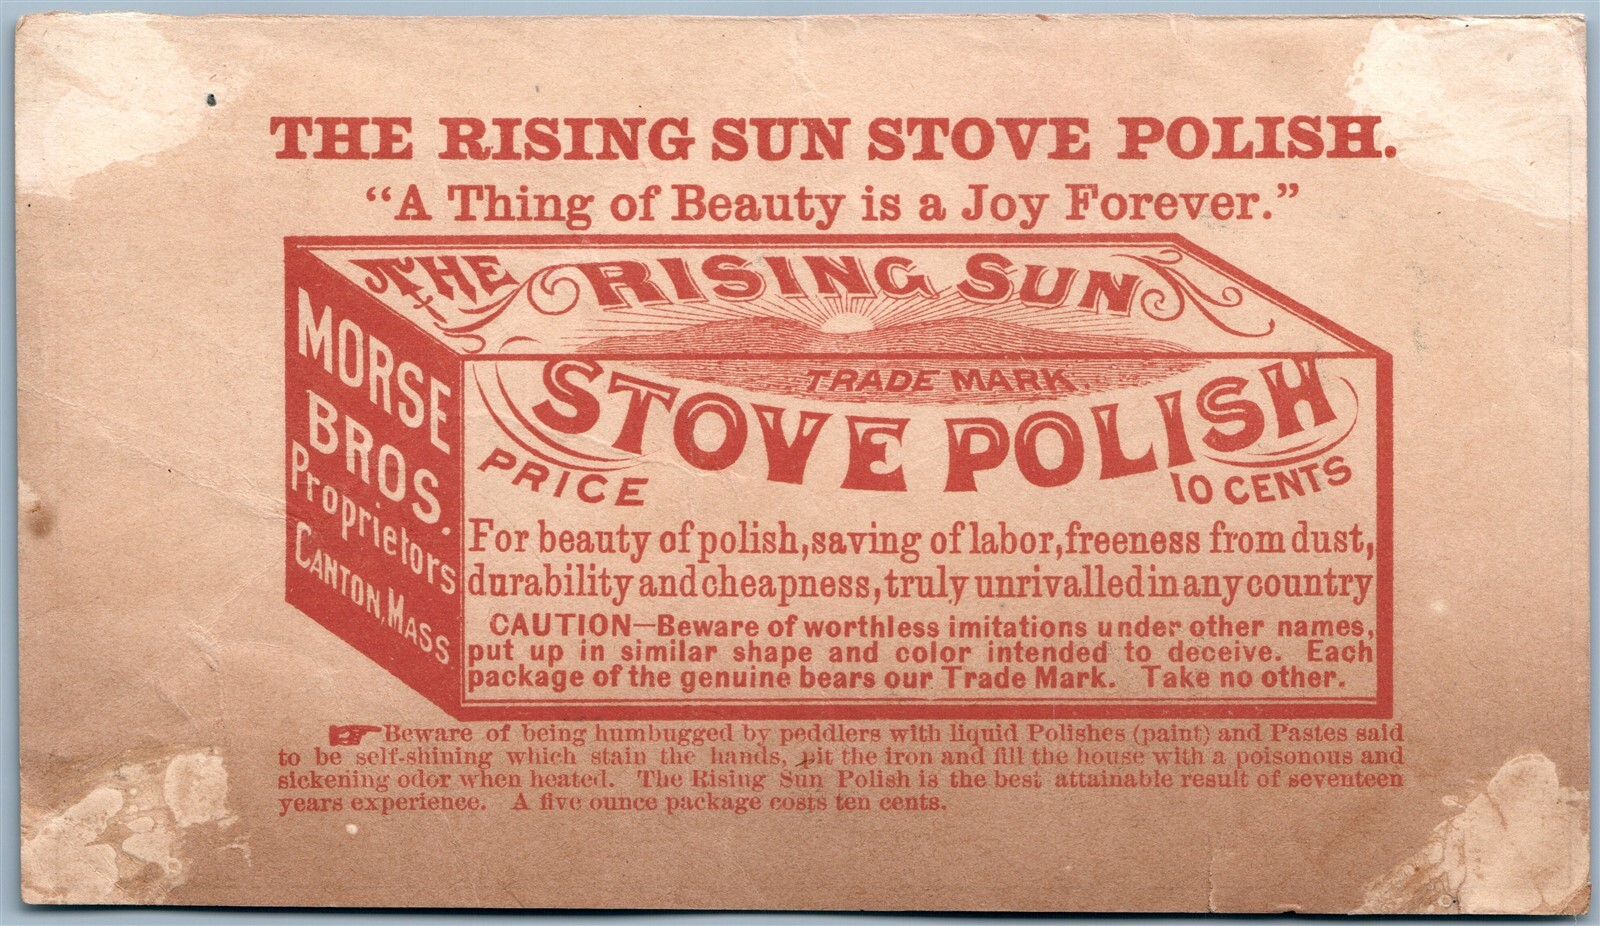 THE RISING SUN STOVE POLISH.
"A Thing of Beauty is a Joy Forever."
THE RISING SUN
TRADE MARK.
STOVE POLISH
PRICE 10 CENTS
MORSE
BROS.
Proprietors
CANTON, MASS.
For beauty of polish, saving of labor, freeness from dust,
durability and cheapness, truly unrivalled in any country
CAUTION—Beware of worthless imitations under other names,
put up in similar shape and color intended to deceive. Each
package of the genuine bears our Trade Mark. Take no other.
☛Beware of being humbugged by peddlers with liquid Polishes (paint) and Pastes said
to be self-shining which stain the hands, pit the iron and fill the house with a poisonous and
sickening odor when heated. The Rising Sun Polish is the best attainable result of seventeen
years experience. A five ounce package costs ten cents.